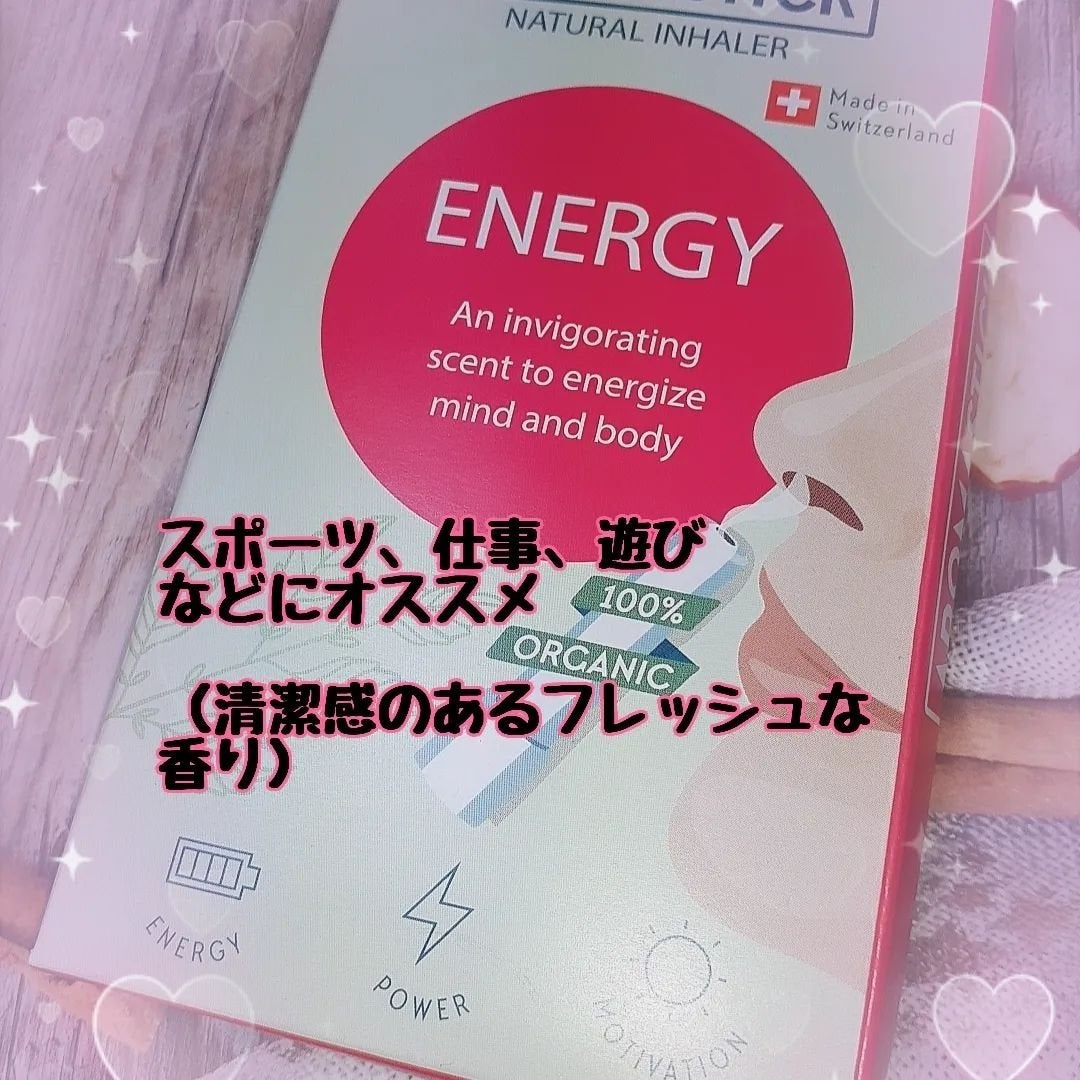 NATURAL INHALER
Made in
Switzerland
ENERGY
An invigorating
scent to energize
mind and body
スポーツ、仕事、遊び
などにオススメ
100%
ORGANIC
（清潔感のあるフレッシュな
香り）
ENERGY
POWER
MOTIVATION